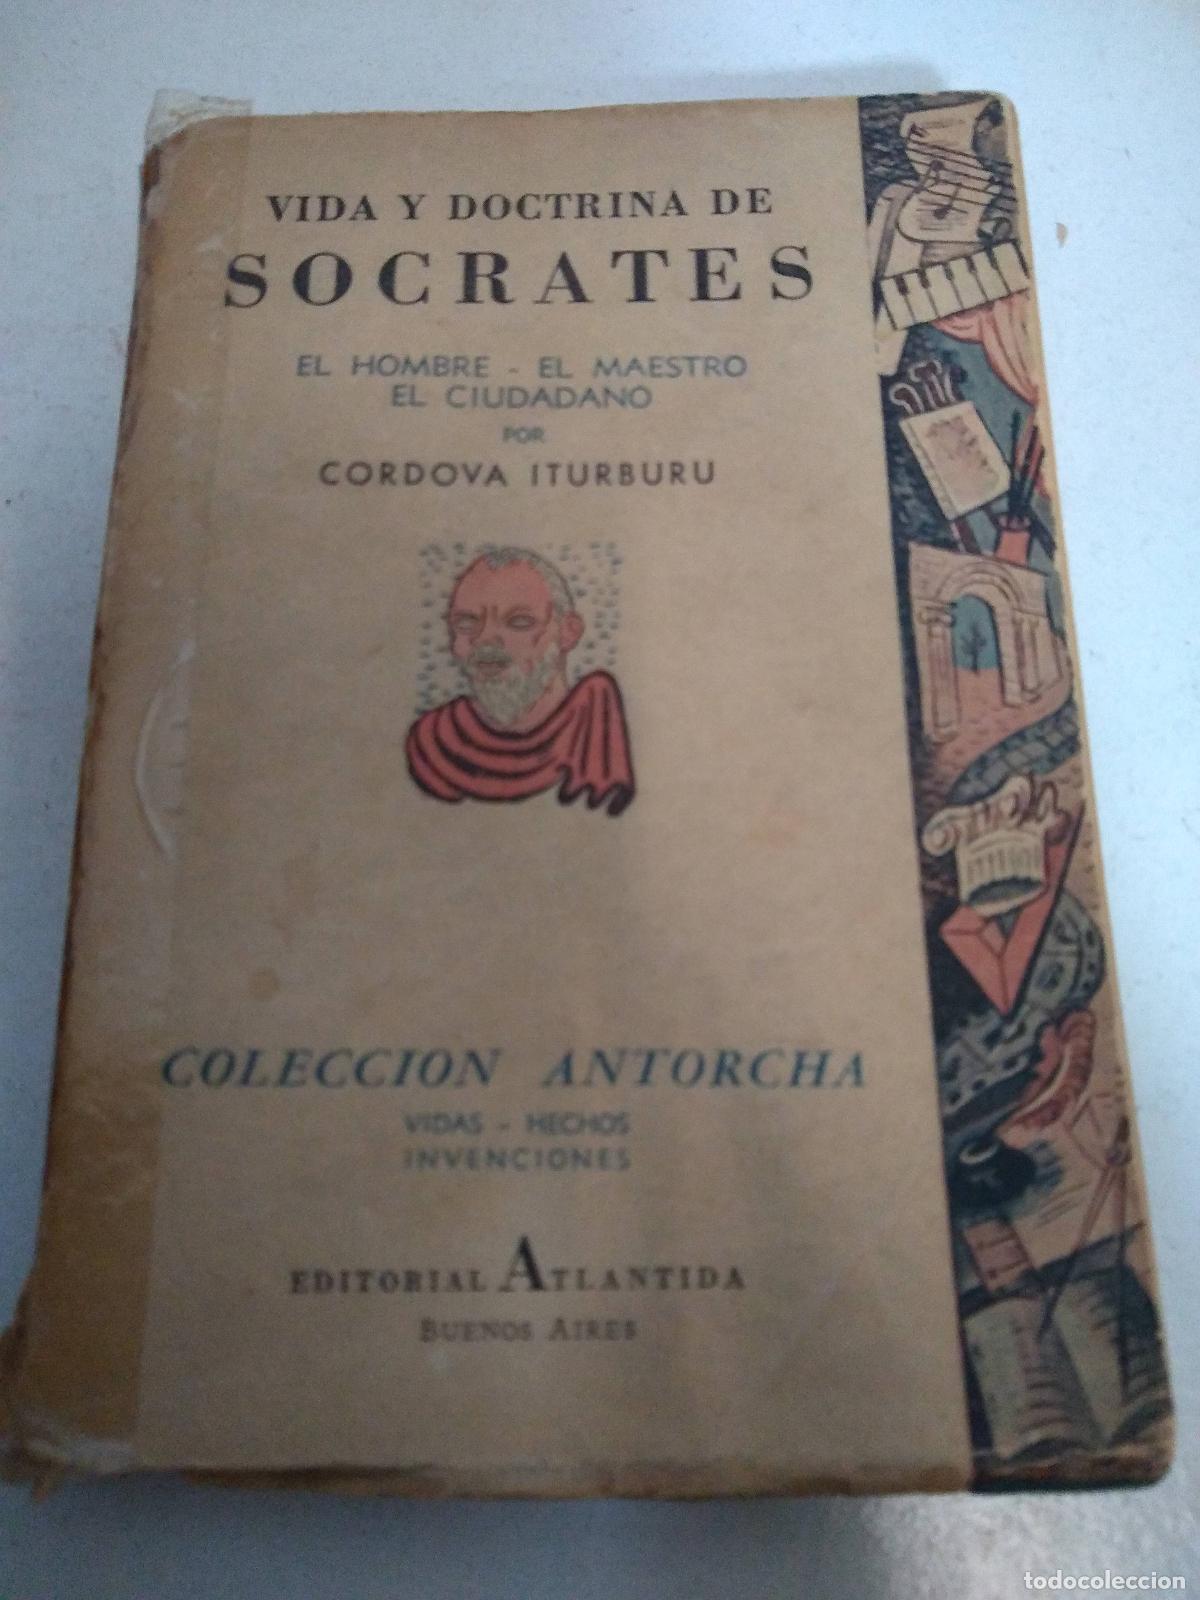 VIDA Y DOCTRINA DE
SOCRATES
EL HOMBRE - EL MAESTRO
EL CIUDADANO
POR
CORDOVA ITURBURU
COLECCION ANTORCHA
VIDAS - HECHOS
INVENCIONES
EDITORIAL ATLANTIDA
BUENOS AIRES
todocoleccion